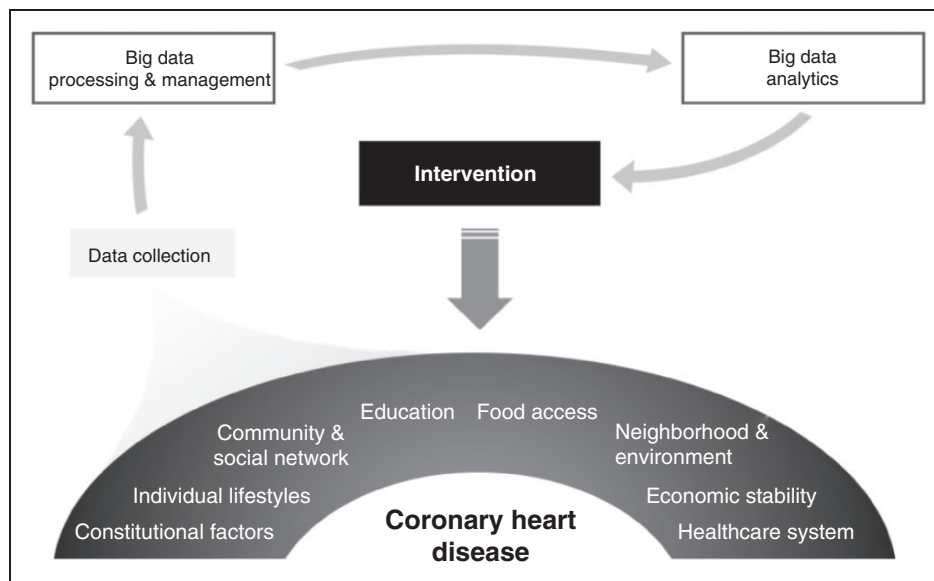 Big data
processing & management
Big data
analytics
Intervention
Data collection
Education
Food access
Community &
social network
Neighborhood &
environment
Individual lifestyles
Economic stability
Constitutional factors
Healthcare system
Coronary heart
disease